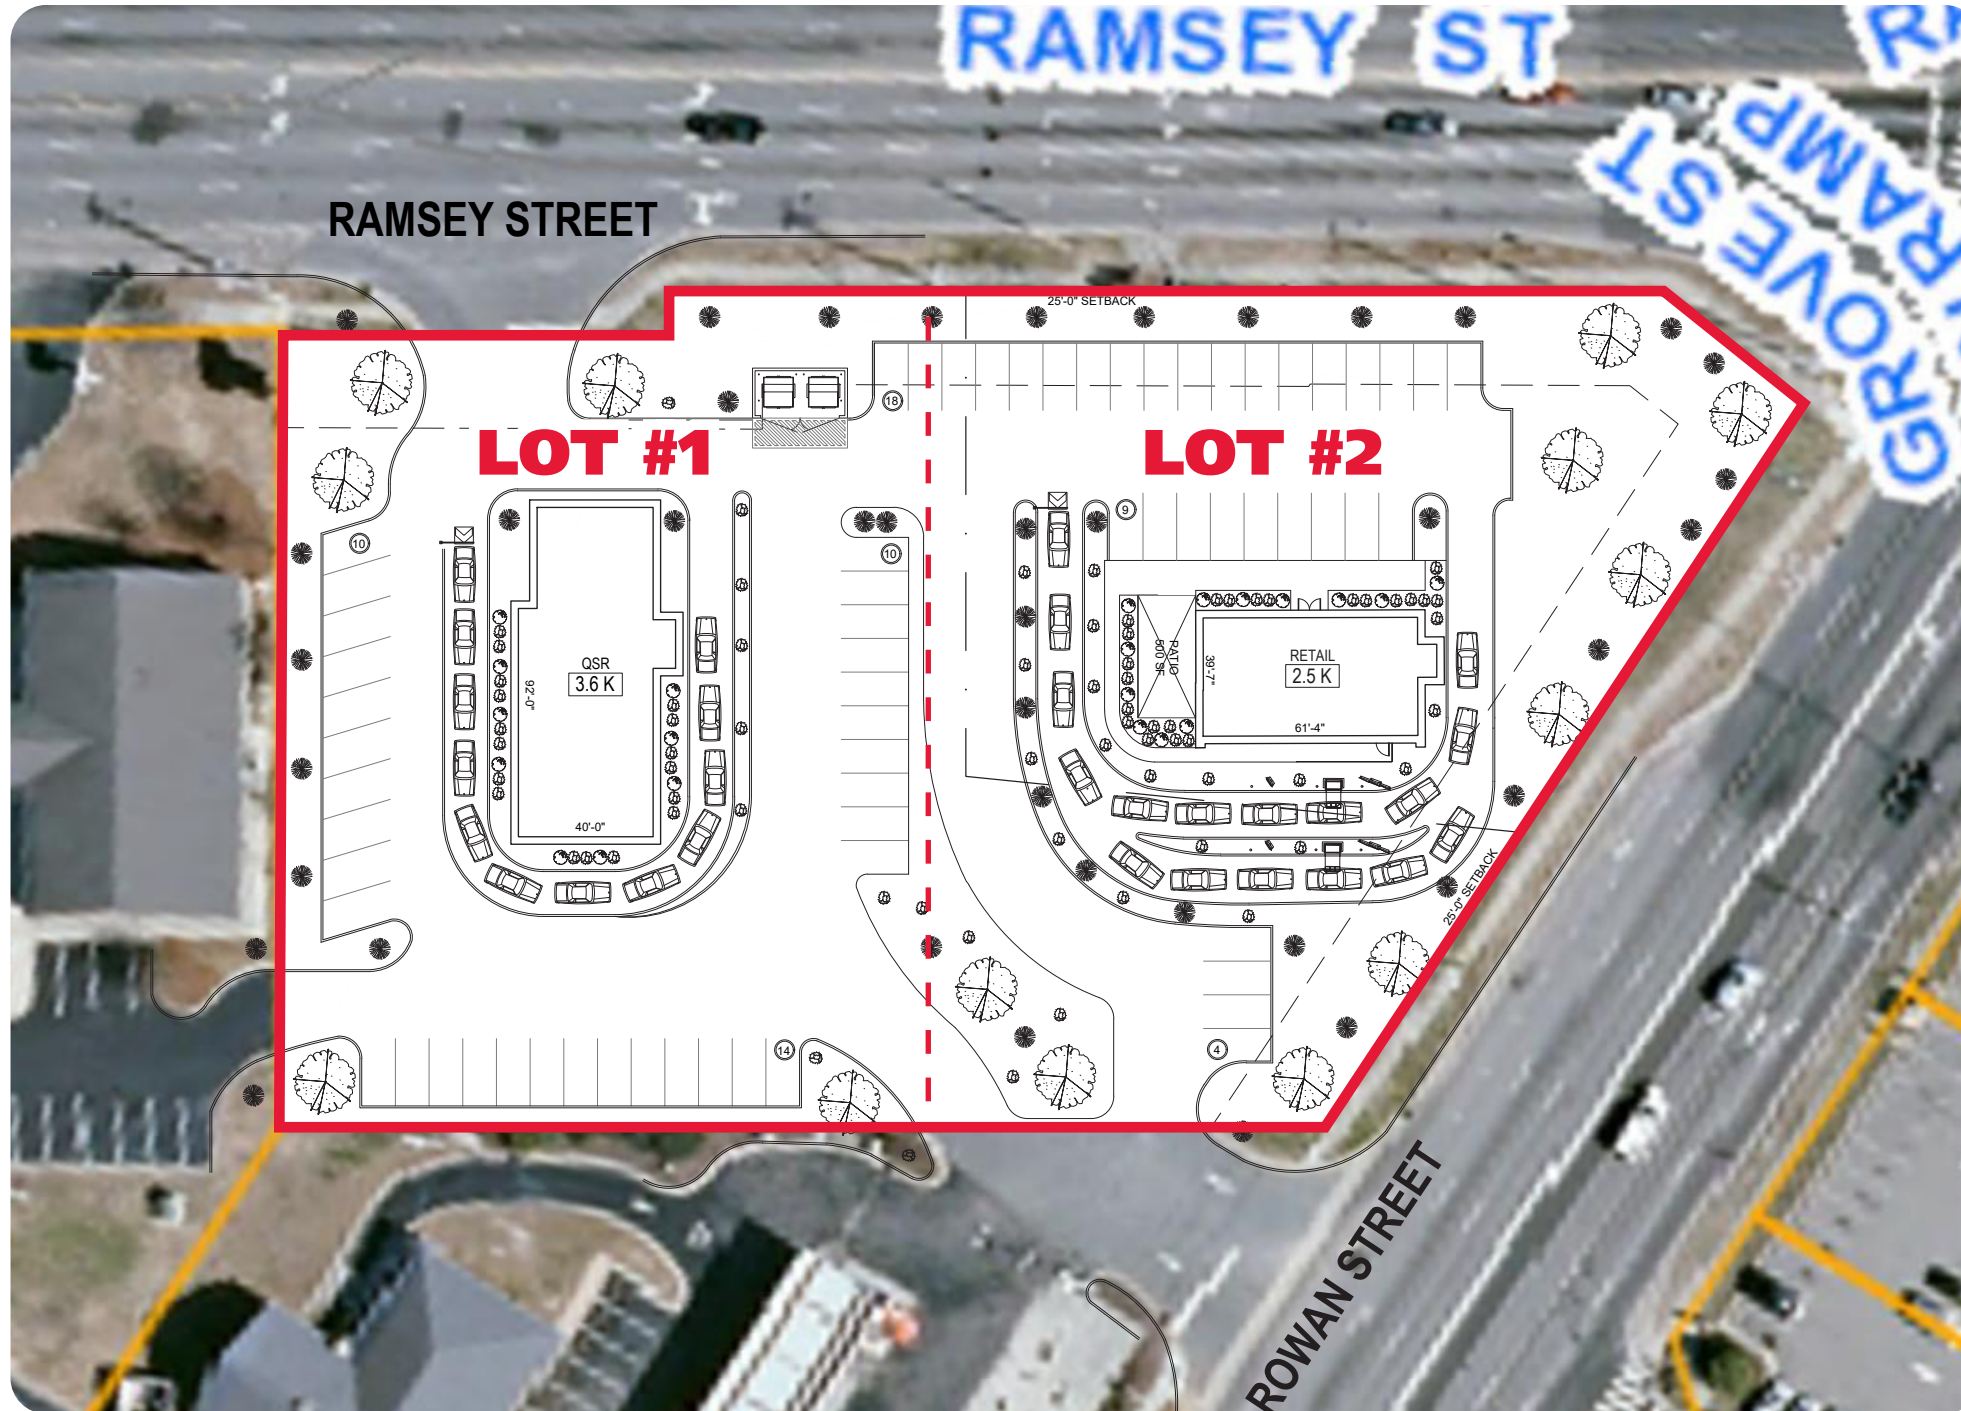 RAMSEY ST
GROVE ST
RAMP
RAMSEY STREET
25'-0" SETBACK
18
LOT #1
LOT #2
10
10
9
QSR
3.6 K
92'-0"
40'-0"
PATIO
500 SF
39'-7"
RETAIL
2.5 K
61'-4"
25'-0" SETBACK
14
4
ROWAN STREET